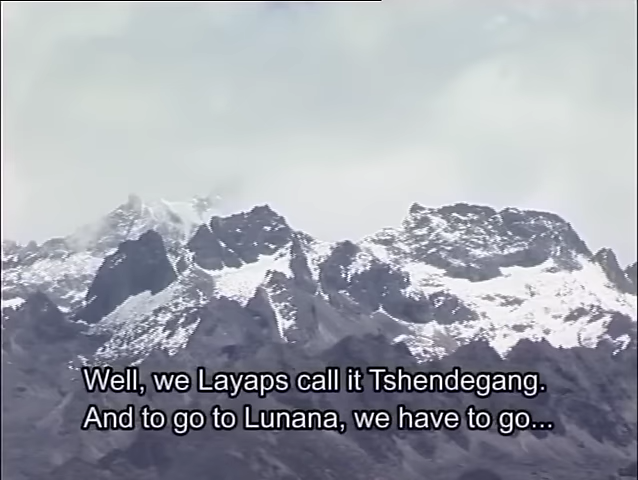 Well, we Layaps call it Tshendegang.
And to go to Lunana, we have to go...